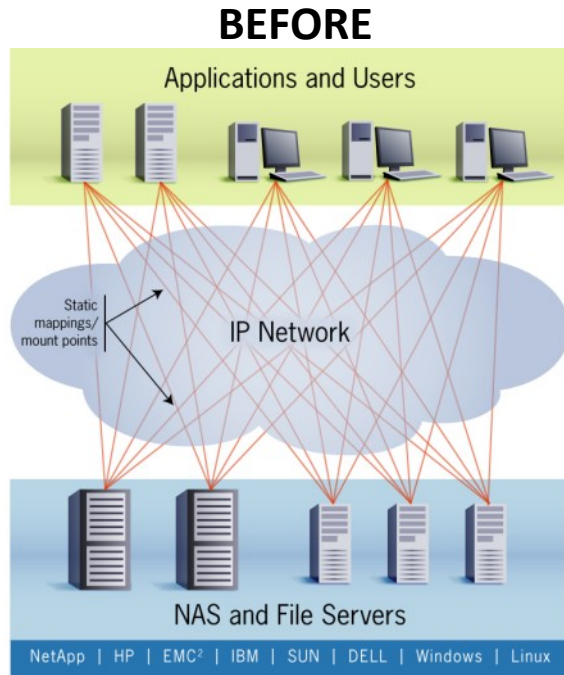 BEFORE
Applications and Users
Static
mappings/
mount points
IP Network
NAS and File Servers
NetApp | HP | EMC² | IBM | SUN | DELL | Windows | Linux